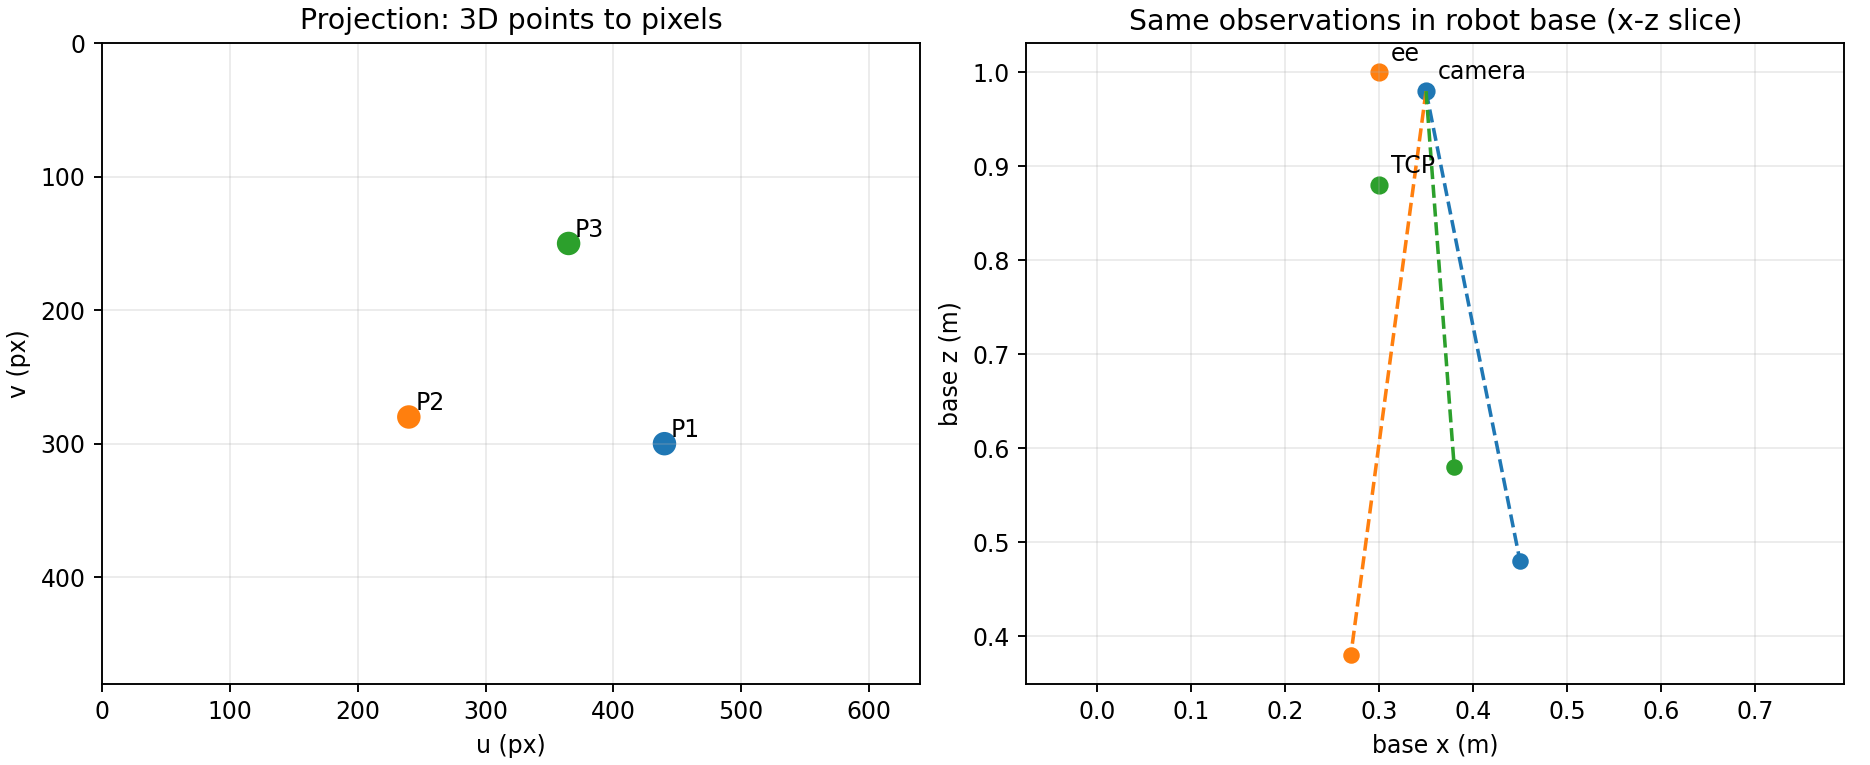 Projection: 3D points to pixels
0
100
200
300
400
v (px)
P3
P2
P1
0
100
200
300
400
500
600
u (px)
Same observations in robot base (x-z slice)
1.0
0.9
0.8
0.7
0.6
0.5
0.4
base z (m)
ee
camera
TCP
0.0
0.1
0.2
0.3
0.4
0.5
0.6
0.7
base x (m)